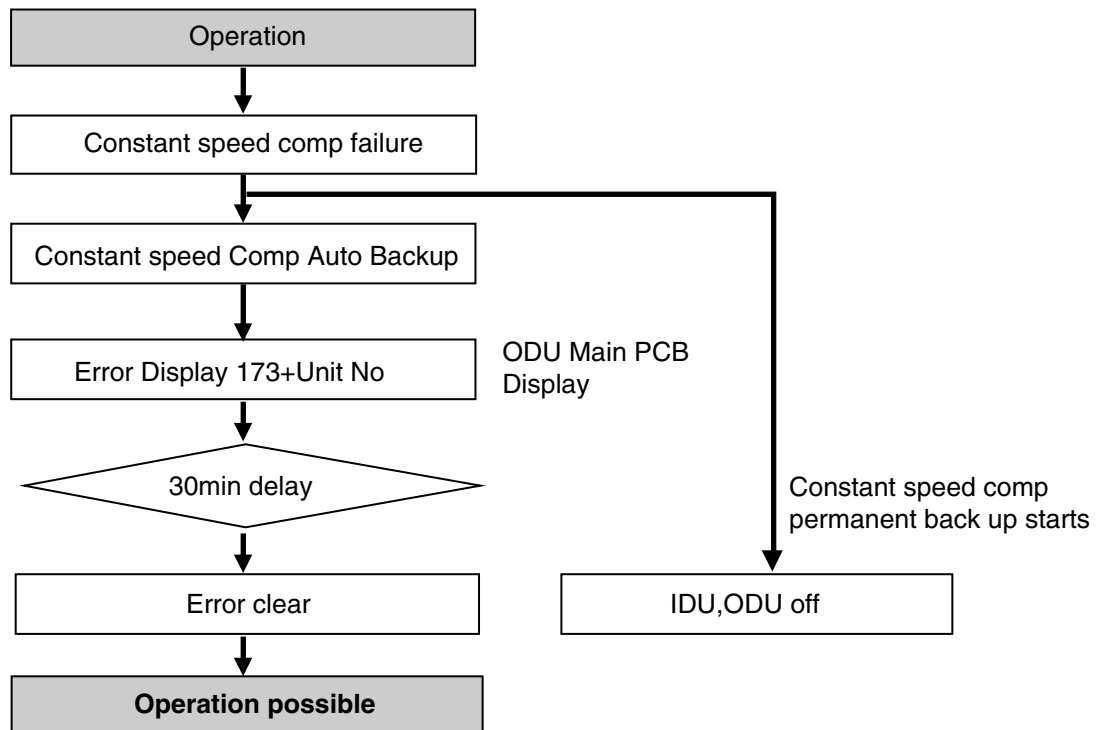 Operation
Constant speed comp failure
Constant speed Comp Auto Backup
Error Display 173+Unit No
ODU Main PCB
Display
30min delay
Constant speed comp
permanent back up starts
Error clear
IDU,ODU off
Operation possible